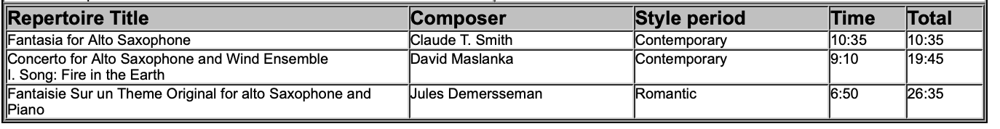 Repertoire Title Composer Style period Time Total
Fantasia for Alto Saxophone Claude T. Smith Contemporary 10:35 10:35
Concerto for Alto Saxophone and Wind Ensemble David Maslanka Contemporary 9:10 19:45
I. Song: Fire in the Earth
Fantaisie Sur un Theme Original for alto Saxophone and Jules Demersseman Romantic 6:50 26:35
Piano